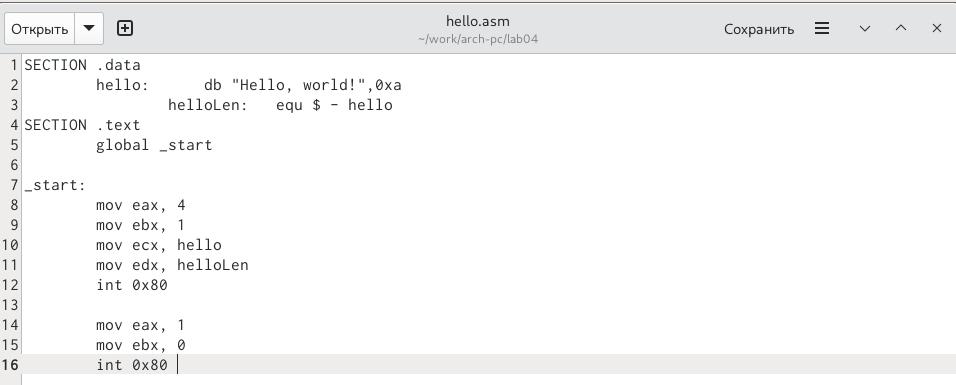 Открыть
hello.asm
~/work/arch-pc/lab04
Сохранить
1 SECTION .data
2         hello:      db "Hello, world!",0xa
3                 helloLen:   equ $ - hello
4 SECTION .text
5         global _start
6
7 _start:
8         mov eax, 4
9         mov ebx, 1
10         mov ecx, hello
11         mov edx, helloLen
12         int 0x80
13
14         mov eax, 1
15         mov ebx, 0
16         int 0x80